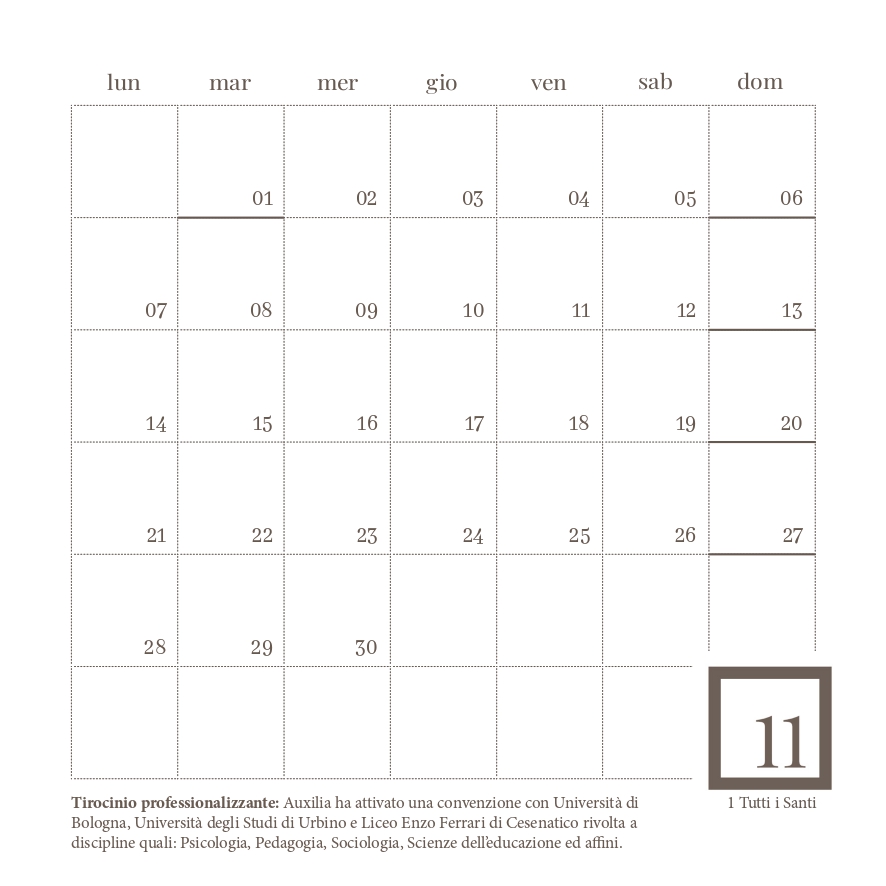 lun mar mer gio ven sab dom
01 02 03 04 05 06
07 08 09 10 11 12 13
14 15 16 17 18 19 20
21 22 23 24 25 26 27
28 29 30
11
Tirocinio professionalizzante: Auxilia ha attivato una convenzione con Università di
Bologna, Università degli Studi di Urbino e Liceo Enzo Ferrari di Cesenatico rivolta a
discipline quali: Psicologia, Pedagogia, Sociologia, Scienze dell'educazione ed affini.
1 Tutti i Santi